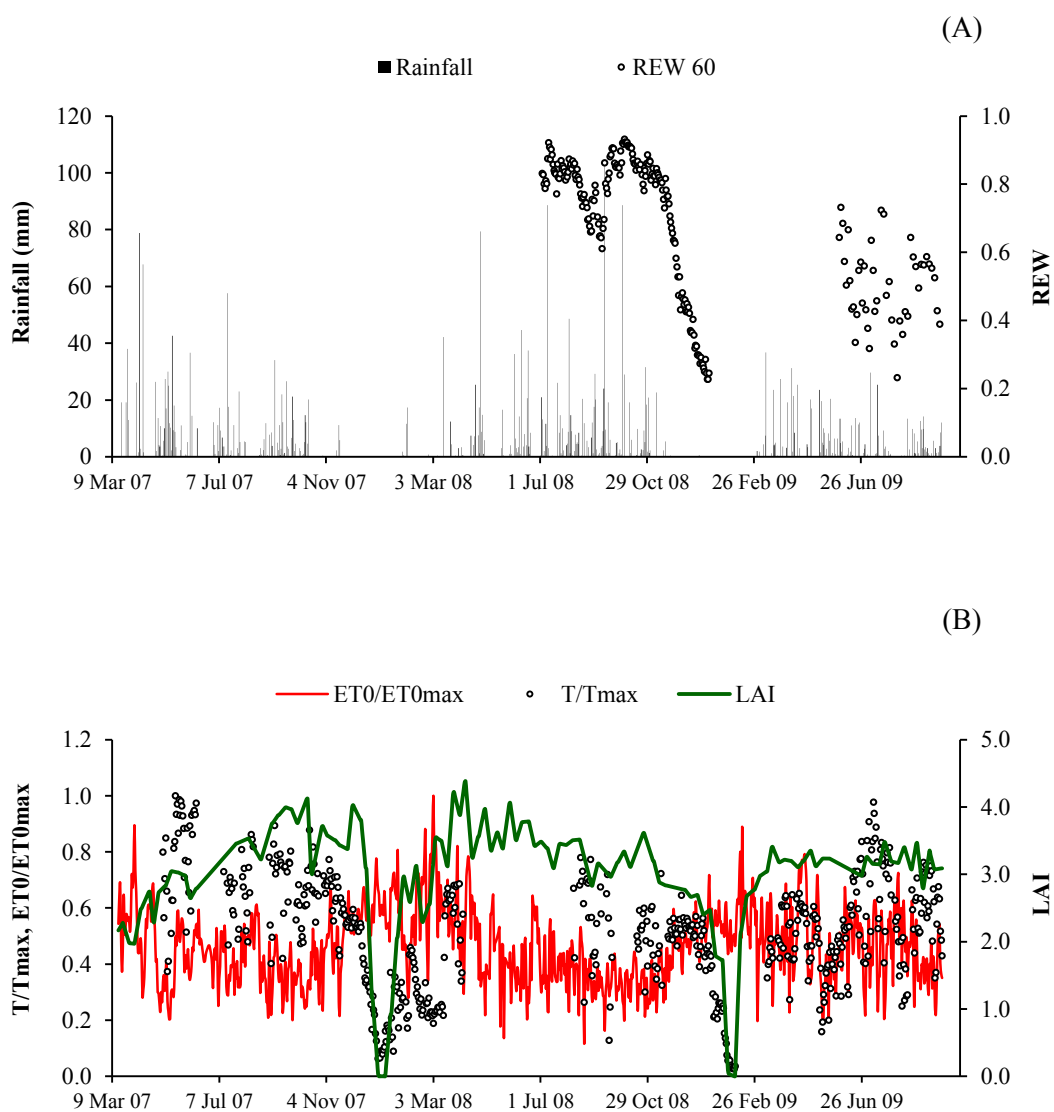 (A)
Rainfall REW 60
120 1.0
100 0.8
80
0.6
60
0.4
40
20 0.2
0 0.0
Rainfall (mm)
REW
9 Mar 07 7 Jul 07 4 Nov 07 3 Mar 08 1 Jul 08 29 Oct 08 26 Feb 09 26 Jun 09
(B)
ET0/ET0max T/Tmax LAI
1.2 5.0
1.0 4.0
0.8
3.0
0.6
2.0
0.4
0.2 1.0
0.0 0.0
T/Tmax, ET0/ET0max
LAI
9 Mar 07 7 Jul 07 4 Nov 07 3 Mar 08 1 Jul 08 29 Oct 08 26 Feb 09 26 Jun 09